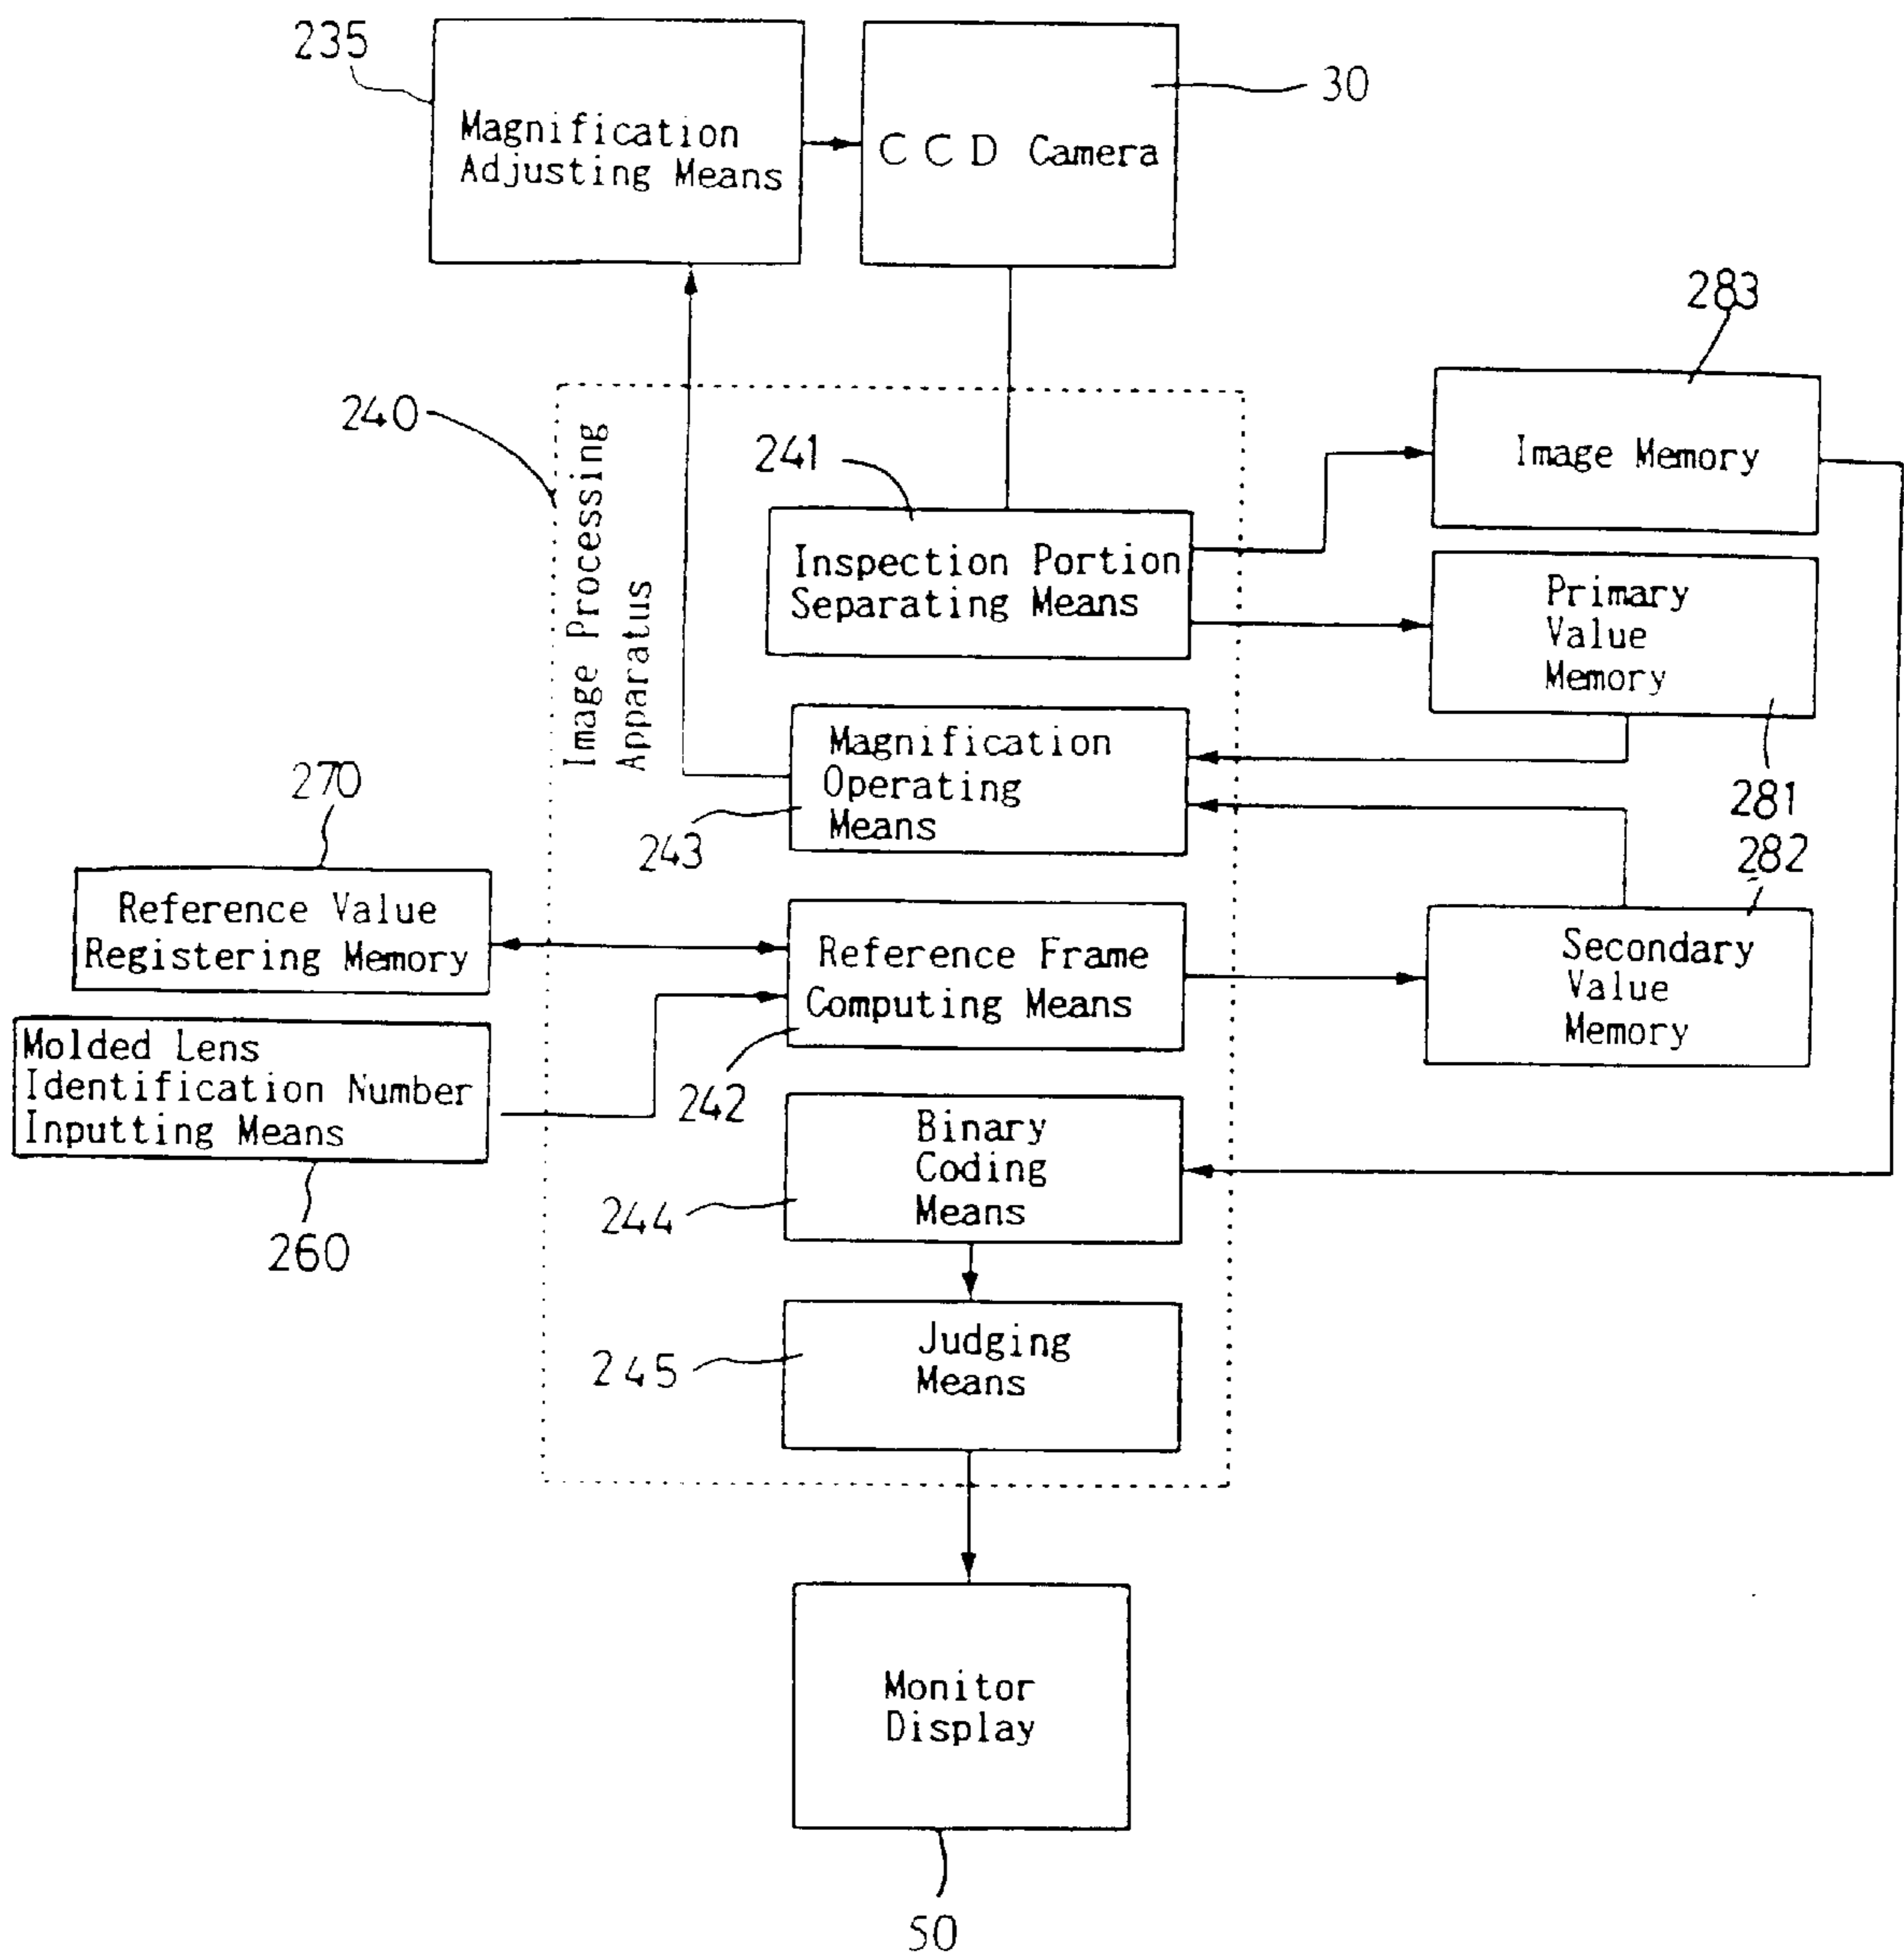 235
Magnification
Adjusting Means
CCD Camera
30
283
Image Memory
240
Image Processing
Apparatus
241
Inspection Portion
Separating Means
Primary
Value
Memory
281
Magnification
Operating
Means
243
270
Reference Value
Registering Memory
282
Reference Frame
Computing Means
242
Secondary
Value
Memory
Molded Lens
Identification Number
Inputting Means
260
Binary
Coding
Means
244
Judging
Means
245
Monitor
Display
50